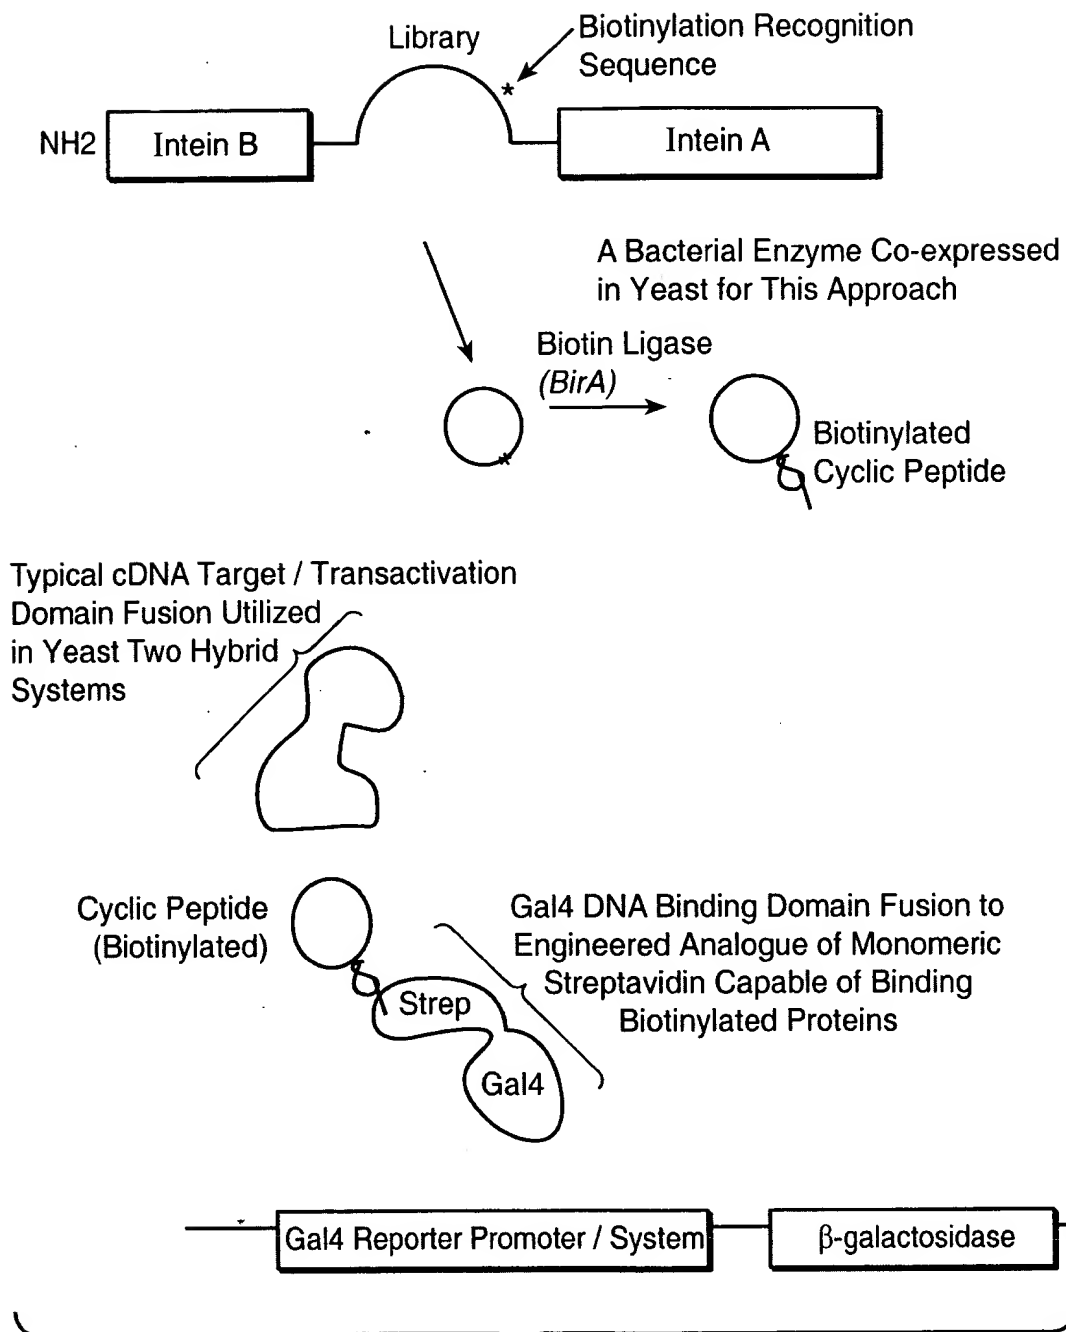 Library
Biotinylation Recognition
Sequence
*
NH2
Intein B
Intein A
A Bacterial Enzyme Co-expressed
in Yeast for This Approach
Biotin Ligase
(BirA)
Biotinylated
Cyclic Peptide
Typical cDNA Target / Transactivation
Domain Fusion Utilized
in Yeast Two Hybrid
Systems
Cyclic Peptide
(Biotinylated)
Gal4 DNA Binding Domain Fusion to
Engineered Analogue of Monomeric
Streptavidin Capable of Binding
Biotinylated Proteins
Strep
Gal4
Gal4 Reporter Promoter / System
β-galactosidase